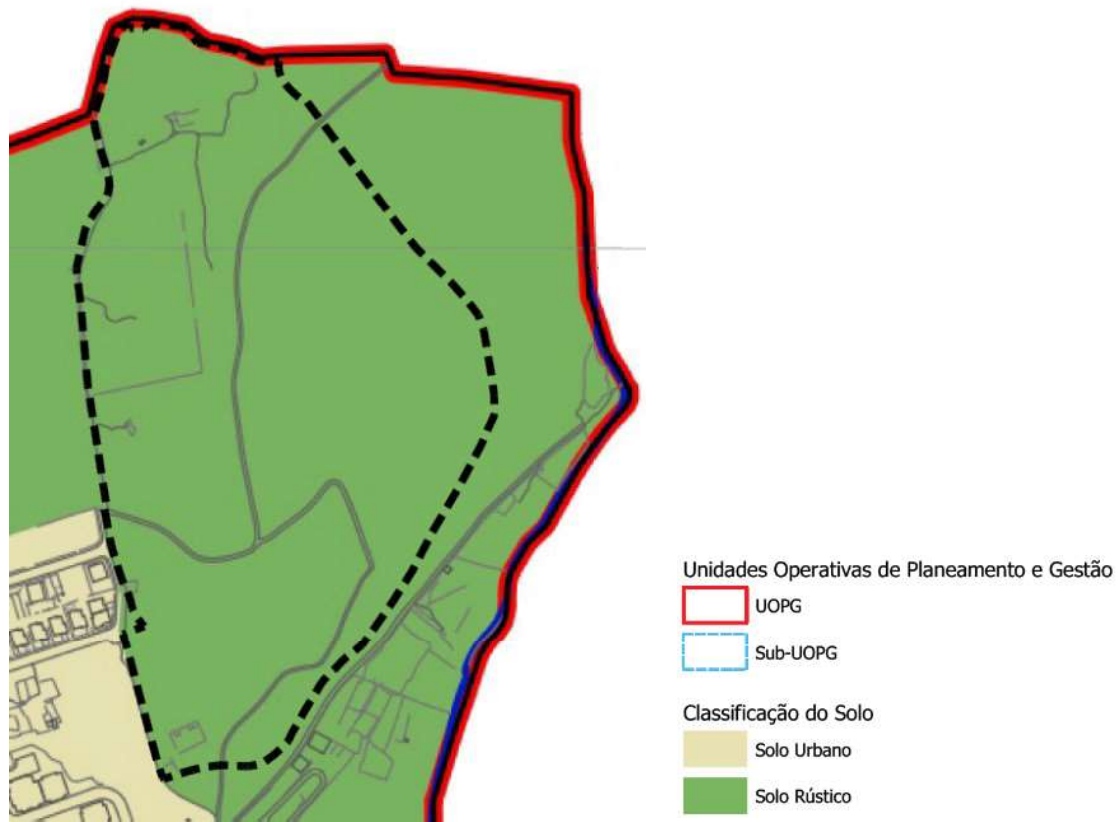 Unidades Operativas de Planeamento e Gestão
UOPG
Sub-UOPG
Classificação do Solo
Solo Urbano
Solo Rústico